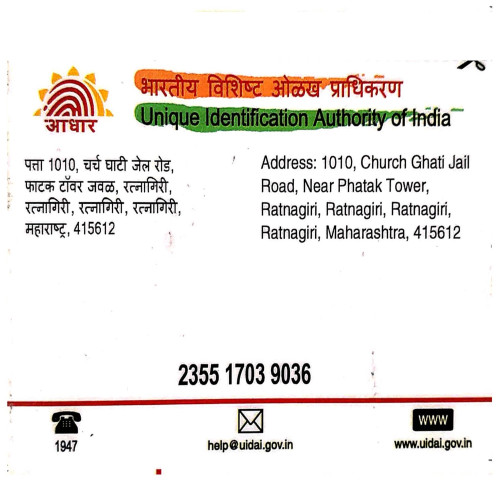 आधार
भारतीय विशिष्ट ओळख प्राधिकरण
Unique Identification Authority of India
पत्ता 1010, चर्च घाटी जेल रोड,
फाटक टॉवर जवळ, रत्नागिरी,
रत्नागिरी, रत्नागिरी, रत्नागिरी,
महाराष्ट्र, 415612
Address: 1010, Church Ghati Jail
Road, Near Phatak Tower,
Ratnagiri, Ratnagiri, Ratnagiri,
Ratnagiri, Maharashtra, 415612
2355 1703 9036
1947
help@uidai.gov.in
www
www.uidai.gov.in